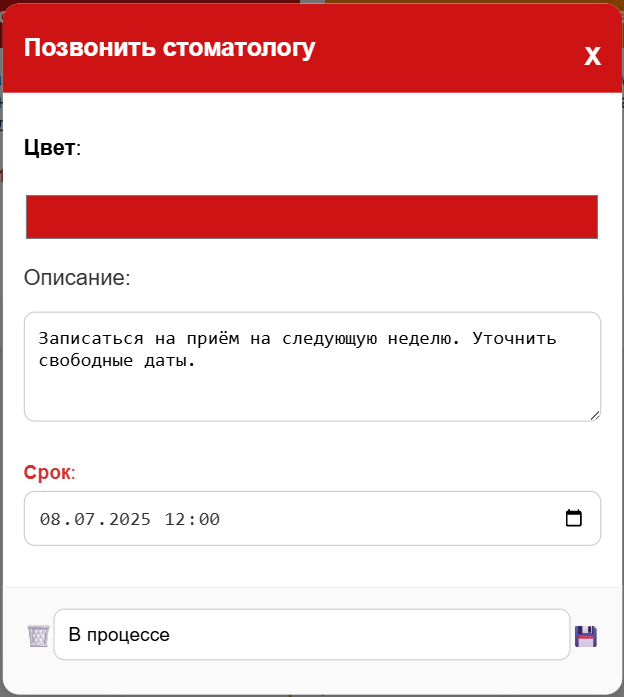 Позвонить стоматологу
X
Цвет:
Описание:
Записаться на приём на следующую неделю. Уточнить
свободные даты.
Срок:
08.07.2025 12:00
В процессе